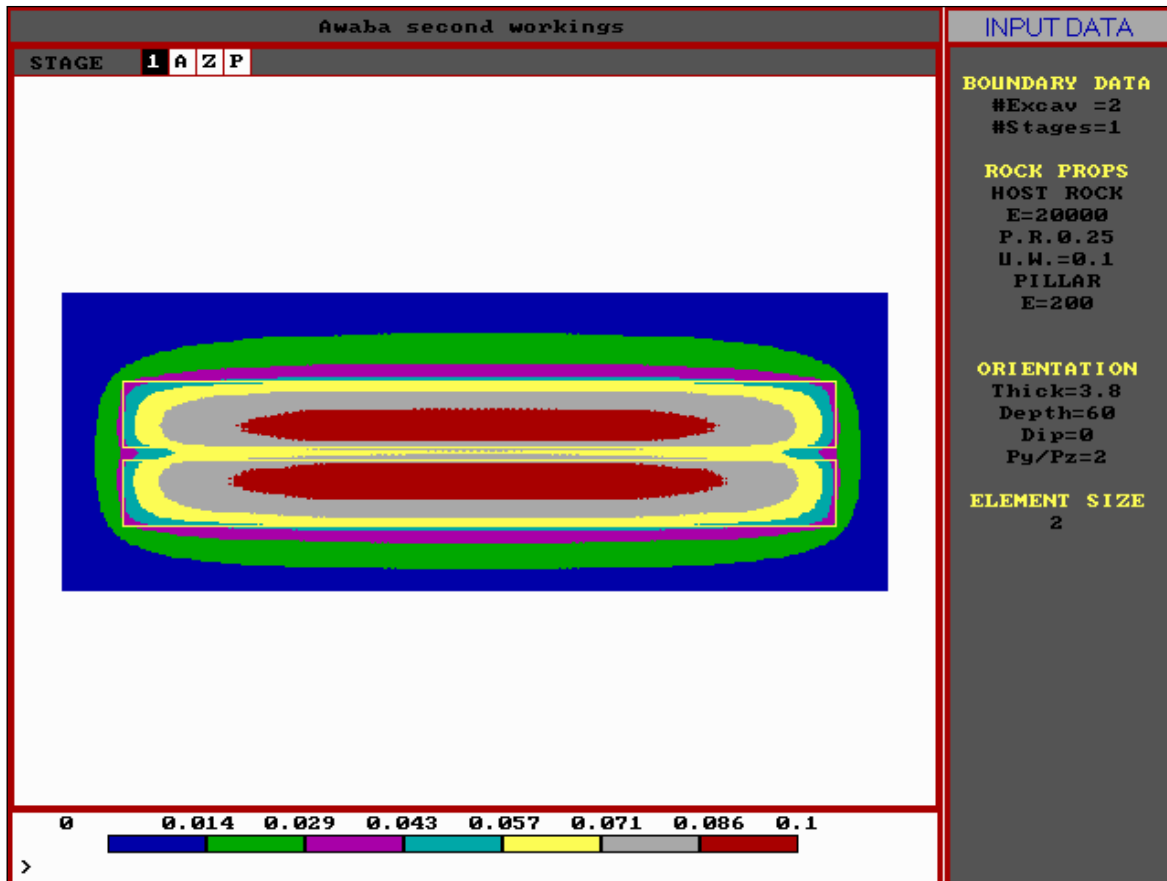 Awaba second workings
INPUT DATA
STAGE 1 A Z P
BOUNDARY DATA
#Excav =2
#Stages=1
ROCK PROPS
HOST ROCK
E=20000
P.R.0.25
U.W.=0.1
PILLAR
E=200
ORIENTATION
Thick=3.8
Depth=60
Dip=0
Py/Pz=2
ELEMENT SIZE
2
0 0.014 0.029 0.043 0.057 0.071 0.086 0.1
>